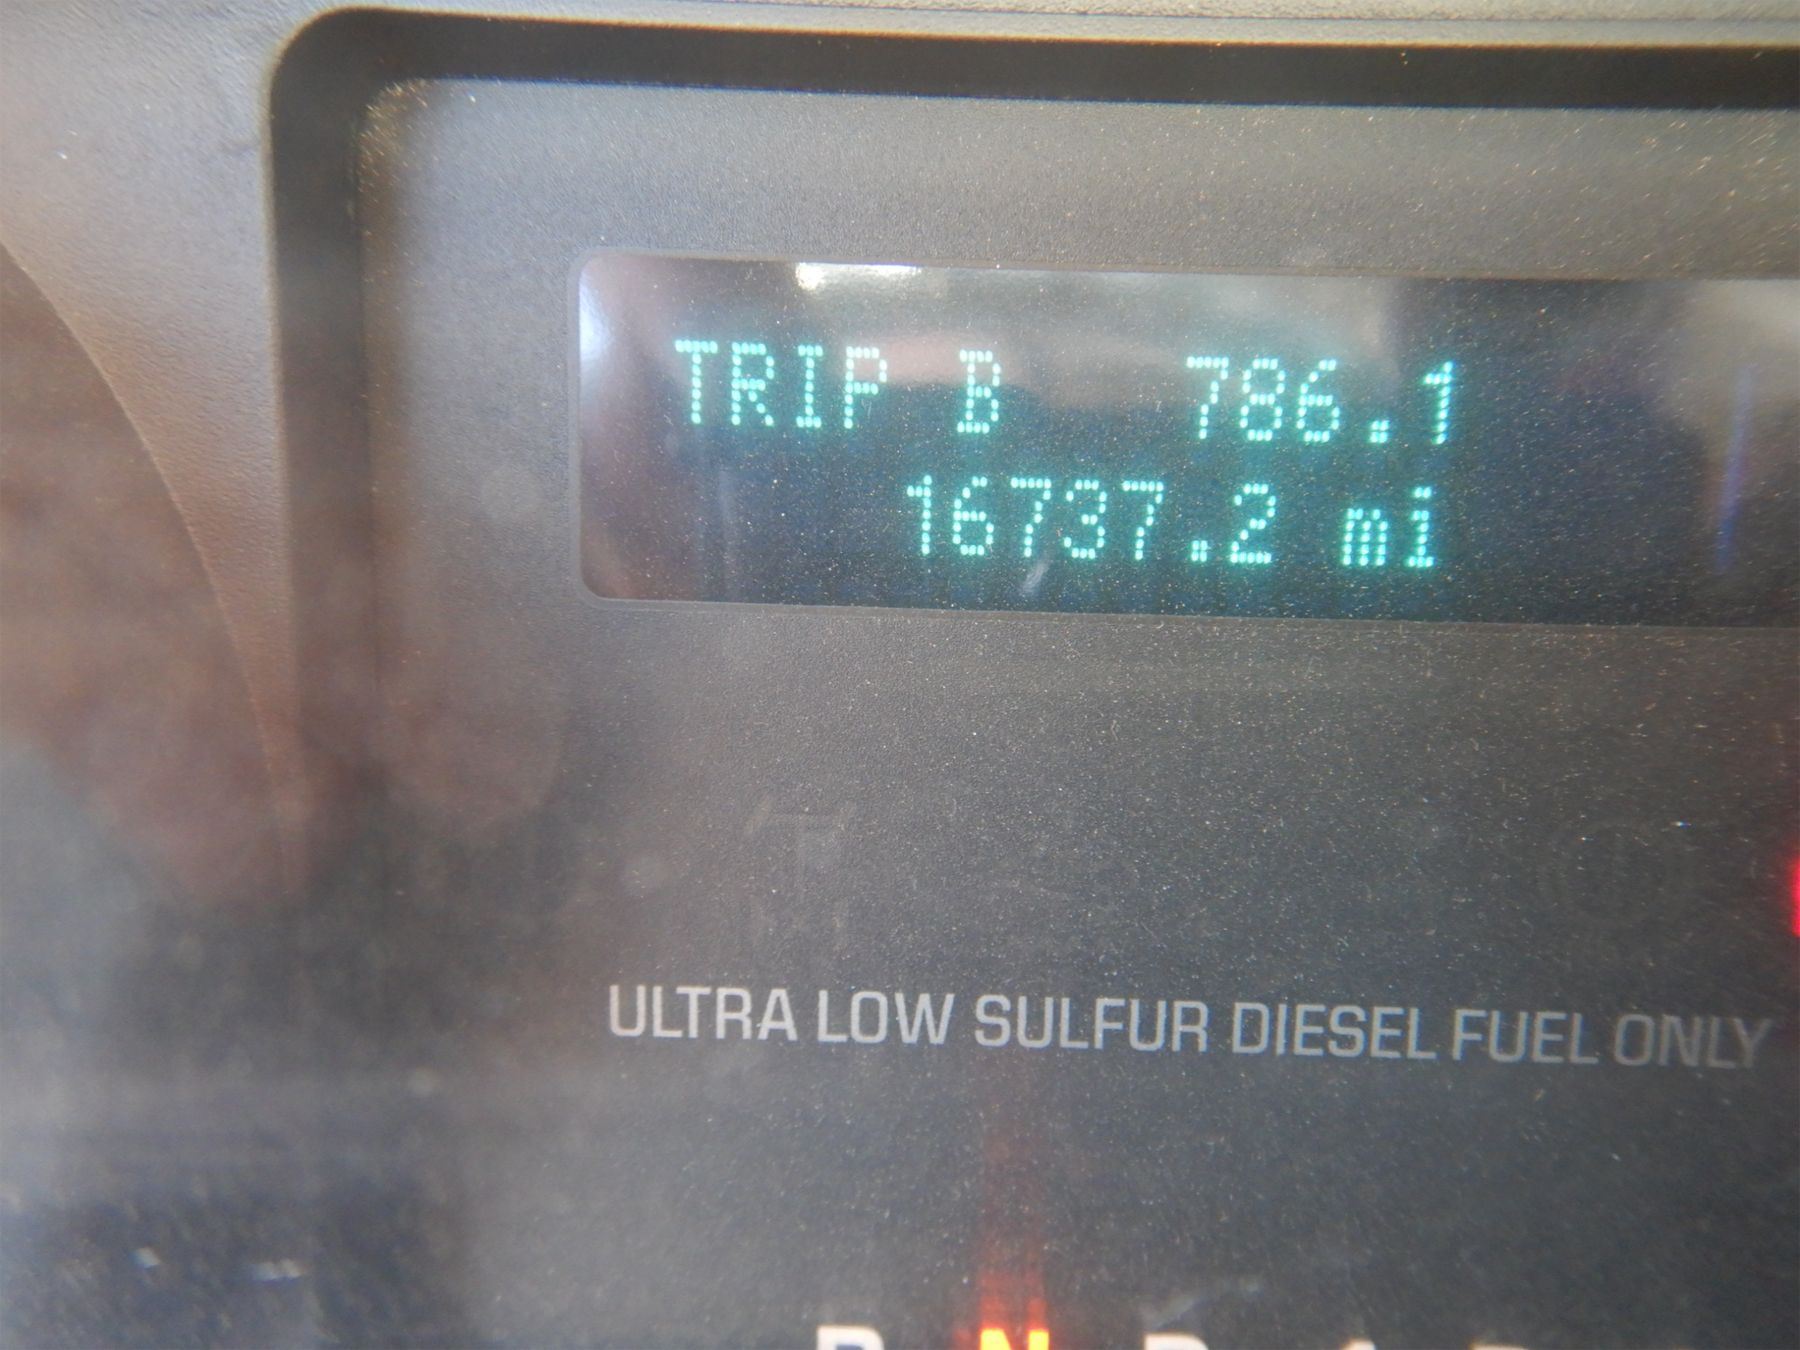 TRIP B 786.1
16737.2 mi
ULTRA LOW SULFUR DIESEL FUEL ONLY
N